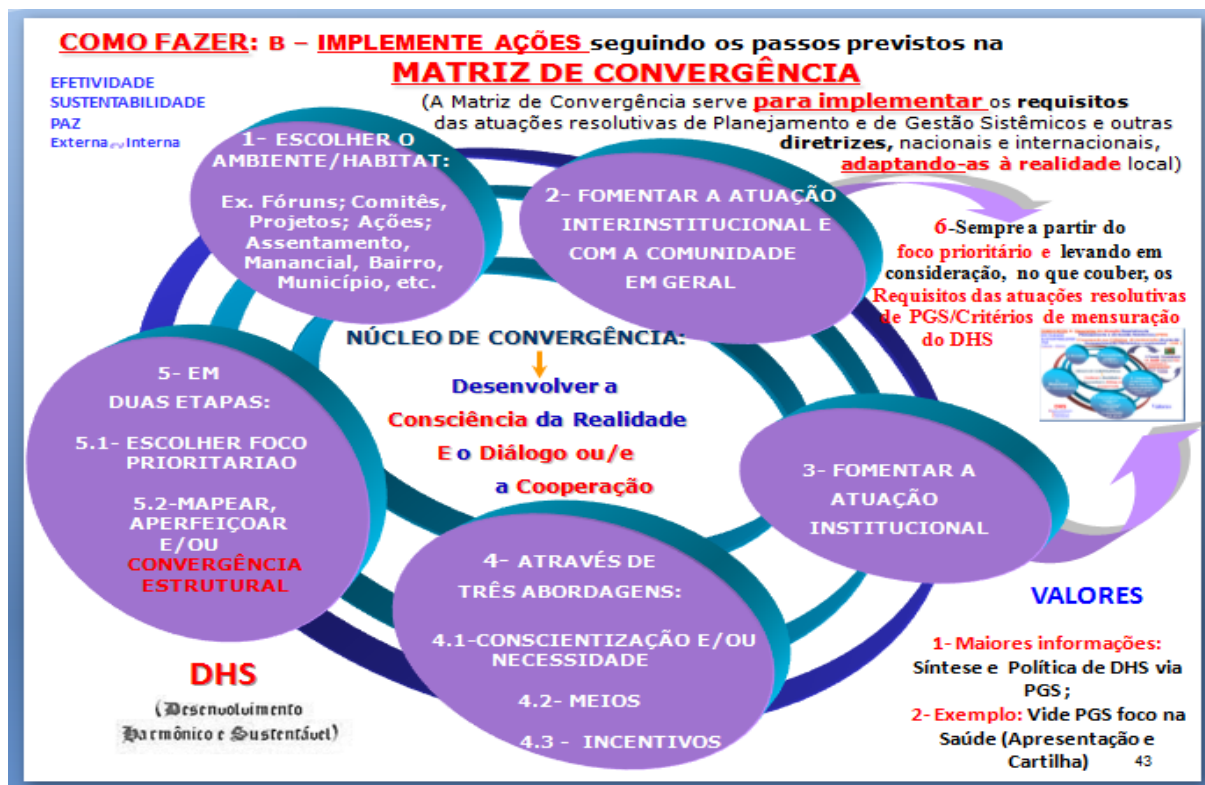 COMO FAZER: B – IMPLEMENTE AÇÕES seguindo os passos previstos na
MATRIZ DE CONVERGÊNCIA
EFETIVIDADE
SUSTENTABILIDADE
PAZ
Externa e/v Interna
(A Matriz de Convergência serve para implementar os requisitos
das atuações resolutivas de Planejamento e de Gestão Sistêmicos e outras
diretrizes, nacionais e internacionais,
adaptando-as à realidade local)
1- ESCOLHER O
AMBIENTE/HABITAT:
Ex. Fóruns; Comitês,
Projetos; Ações;
Assentamento,
Manancial, Bairro,
Município, etc.
2- FOMENTAR A ATUAÇÃO
INTERINSTITUCIONAL E
COM A COMUNIDADE
EM GERAL
6-Sempre a partir do
foco prioritário e levando em
consideração, no que couber, os
Requisitos das atuações resolutivas
de PGS/Critérios de mensuração
do DHS
NÚCLEO DE CONVERGÊNCIA:
Desenvolver a
Consciência da Realidade
E o Diálogo ou/e
a Cooperação
3- FOMENTAR A
ATUAÇÃO
INSTITUCIONAL
5- EM
DUAS ETAPAS:
5.1- ESCOLHER FOCO
PRIORITARIAO
5.2-MAPEAR,
APERFEIÇOAR
E/OU
CONVERGÊNCIA
ESTRUTURAL
4- ATRAVÉS DE
TRÊS ABORDAGENS:
4.1-CONSCIENTIZAÇÃO E/OU
NECESSIDADE
4.2- MEIOS
4.3 - INCENTIVOS
DHS
(Desenvolvimento
Harmônico e Sustentável)
VALORES
1- Maiores informações:
Síntese e Política de DHS via
PGS;
2- Exemplo: Vide PGS foco na
Saúde (Apresentação e
Cartilha)
43